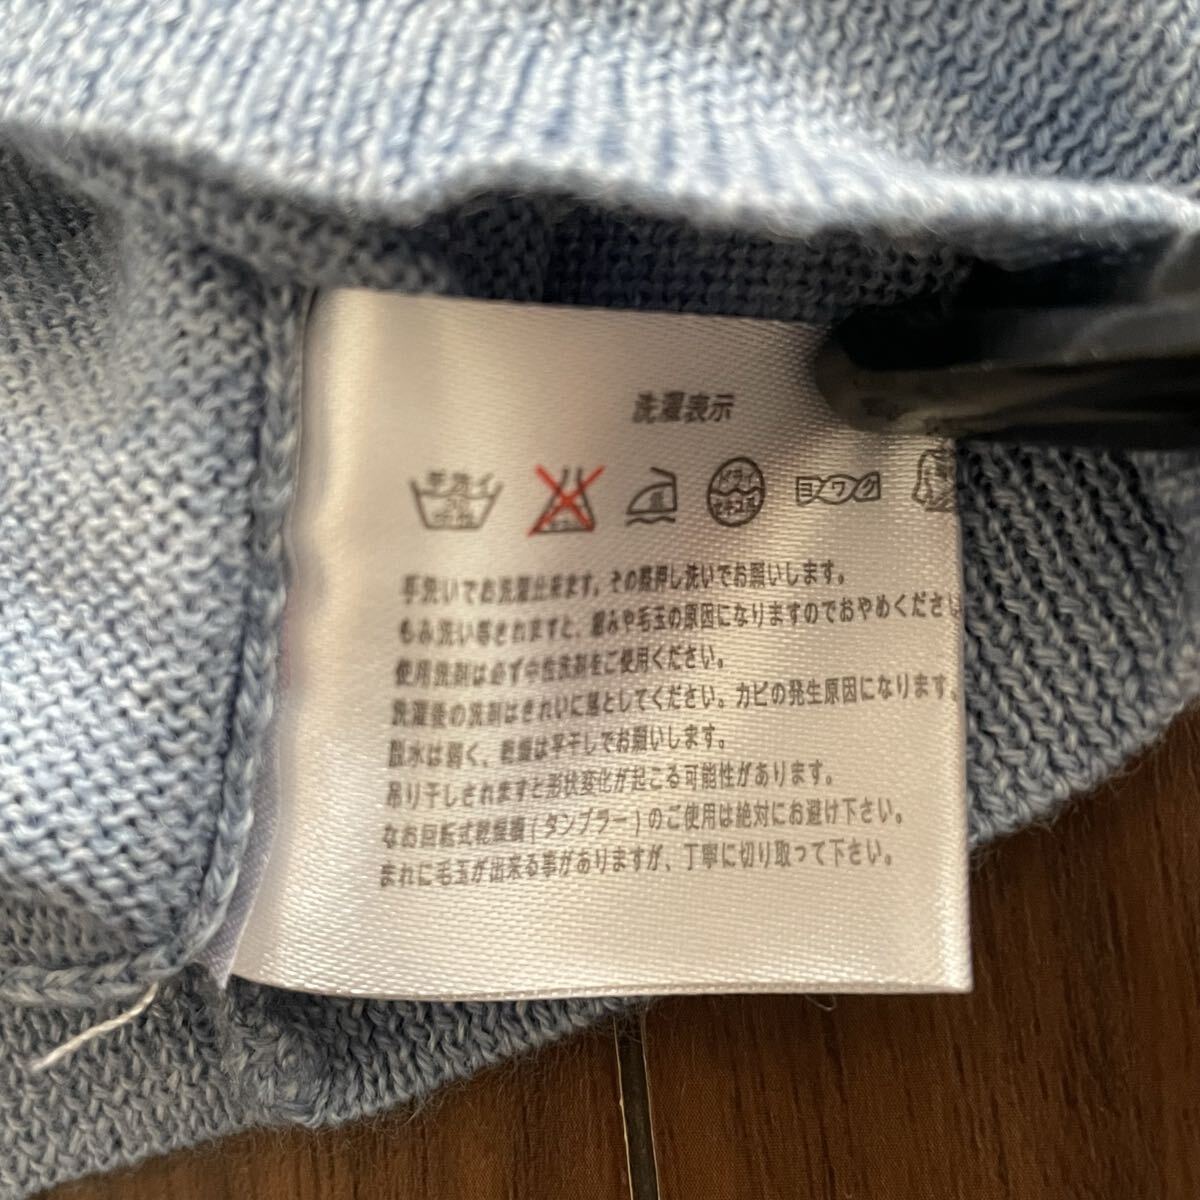 洗濯表示
手洗イ
ドライ
ヨワク
手洗いでお洗濯出来ます。その際押し洗いでお願いします。
もみ洗い等されますと、縮みや毛玉の原因になりますのでおやめくださ
使用洗剤は必ず中性洗剤をご使用ください。
洗濯後の洗剤はきれいに落としてください。カビの発生原因になります。
脱水は弱く、乾燥は平干しでお願いします。
吊り干しされますと形状変化が起こる可能性があります。
なお回転式乾燥機(タンブラー)のご使用は絶対にお避け下さい。
まれに毛玉が出来る事がありますが、丁寧に切り取って下さい。